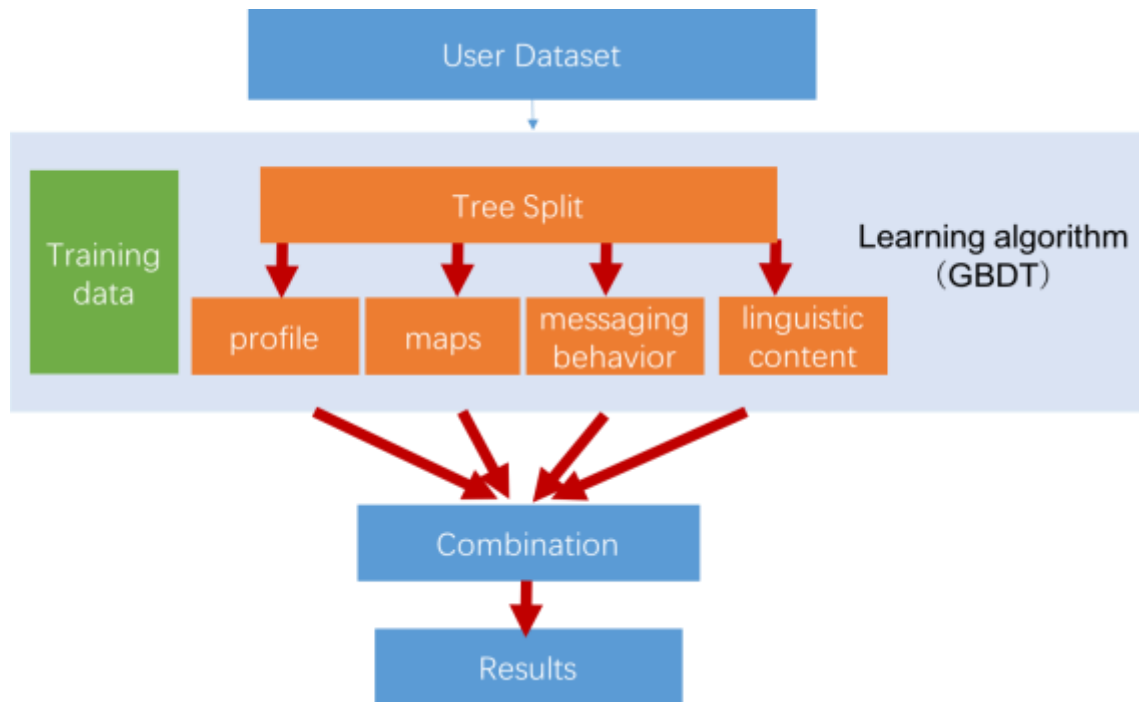 User Dataset
Tree Split
Training
data
Learning algorithm
（GBDT）
profile
maps
messaging
behavior
linguistic
content
Combination
Results